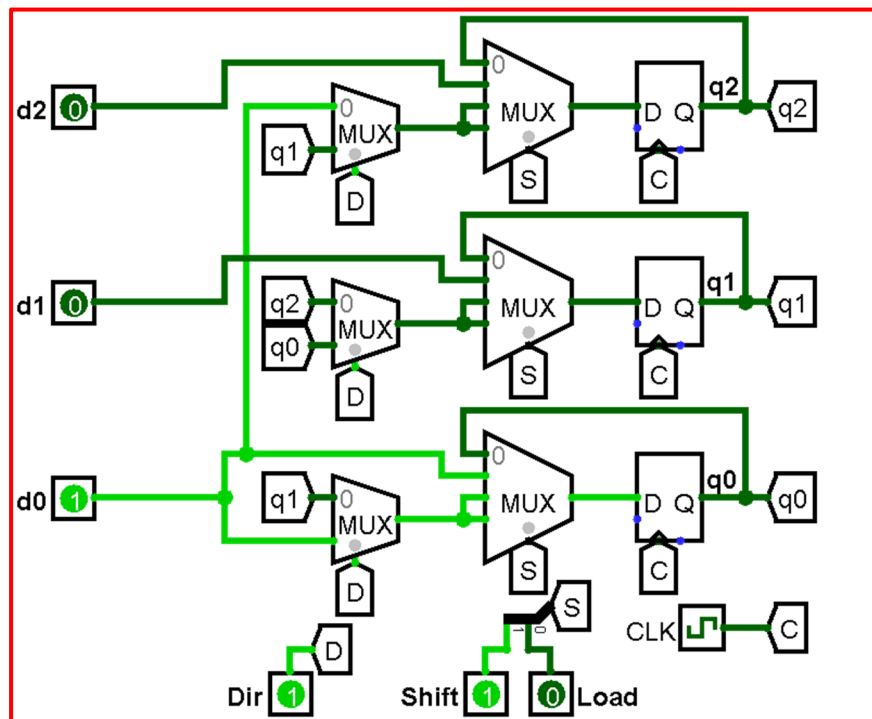 q2
0
0
d2 0
MUX
MUX
D Q
q2
q1
D
S
C
q1
0
d1 0
q2 0
MUX
MUX
D Q
q1
q0
D
S
C
q0
0
d0 1
q1 0
MUX
MUX
D Q
q0
D
S
C
S
D
1 0
CLK
C
Dir 1
Shift 1
0 Load